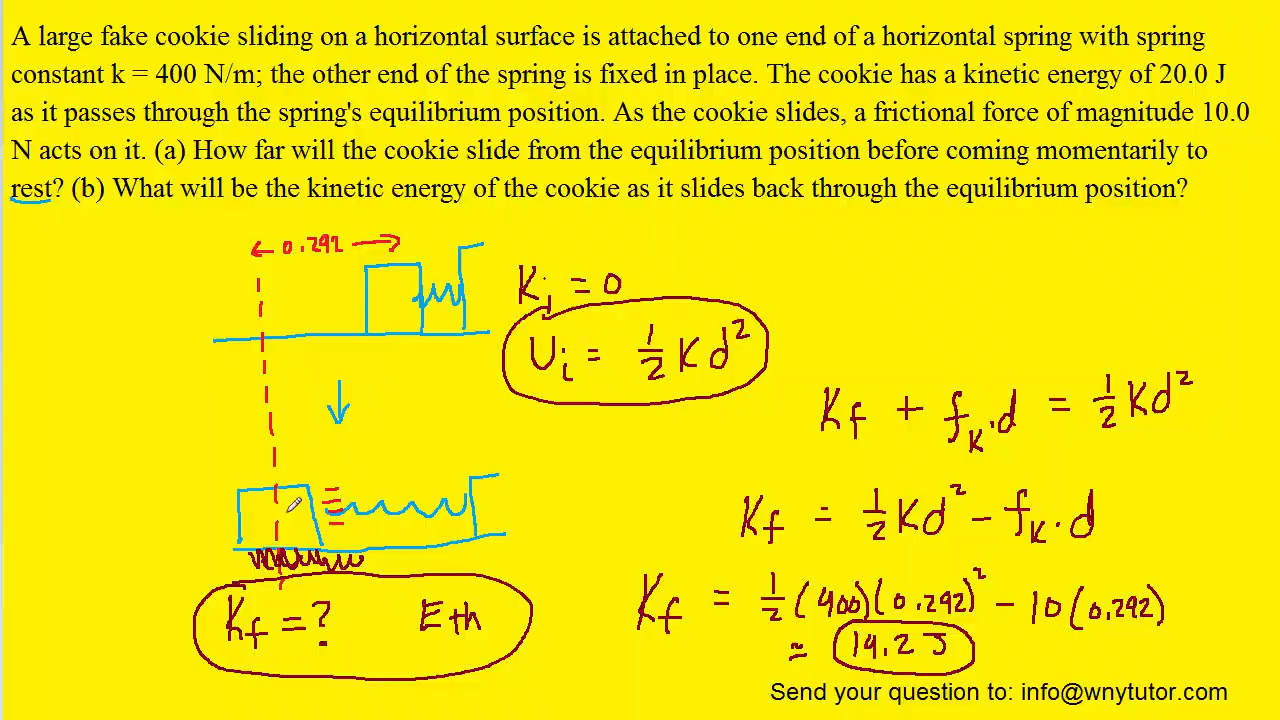 A large fake cookie sliding on a horizontal surface is attached to one end of a horizontal spring with spring
constant k = 400 N/m; the other end of the spring is fixed in place. The cookie has a kinetic energy of 20.0 J
as it passes through the spring's equilibrium position. As the cookie slides, a frictional force of magnitude 10.0
N acts on it. (a) How far will the cookie slide from the equilibrium position before coming momentarily to
rest? (b) What will be the kinetic energy of the cookie as it slides back through the equilibrium position?
0.292
Ki = 0
Ui = 1/2 Kd²
Kf + fK·d = 1/2 Kd²
Kf = 1/2 Kd² - fK·d
Kf = 1/2 (400)(0.292)² - 10(0.292)
≈ 14.2 J
Kf = ? Eth
Send your question to: info@wnytutor.com